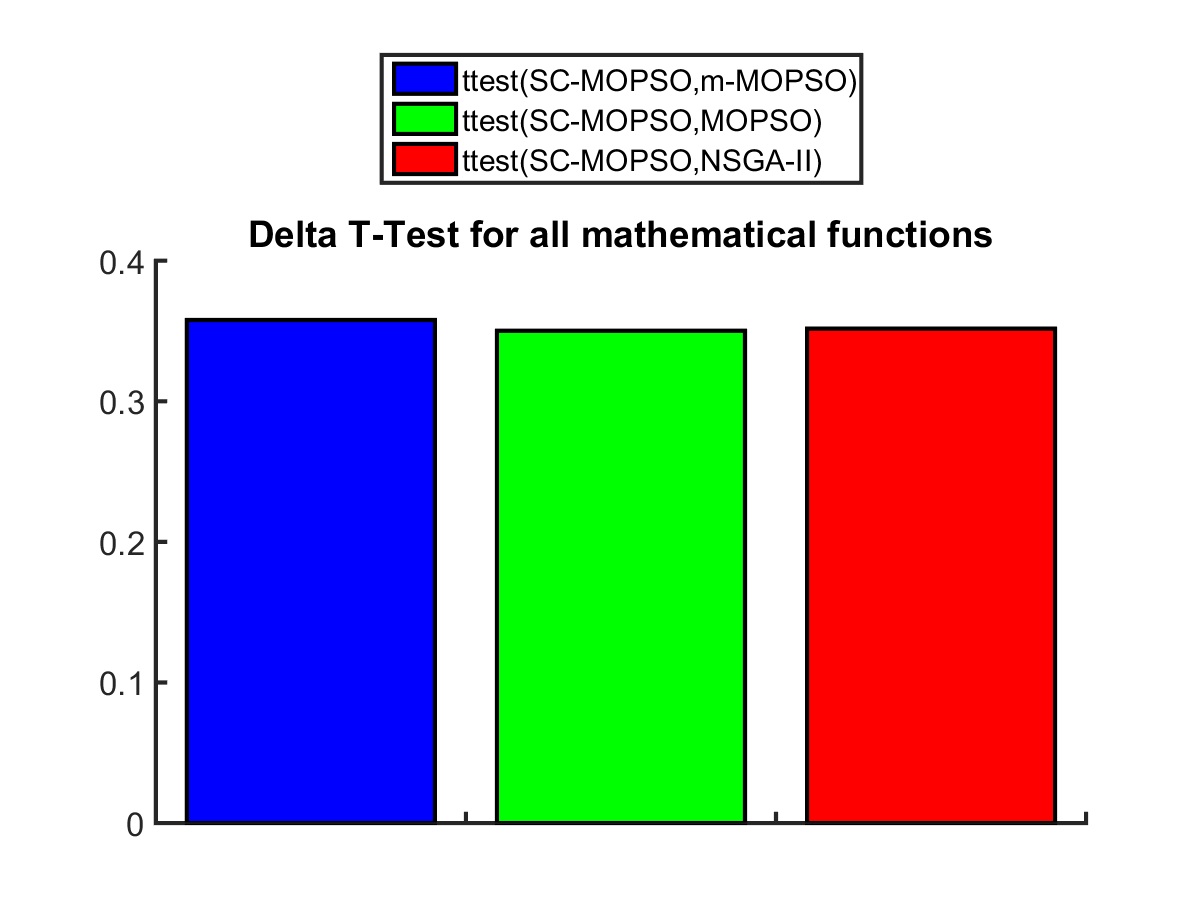 ttest(SC-MOPSO,m-MOPSO)
ttest(SC-MOPSO,MOPSO)
ttest(SC-MOPSO,NSGA-II)
Delta T-Test for all mathematical functions
0.4
0.3
0.2
0.1
0